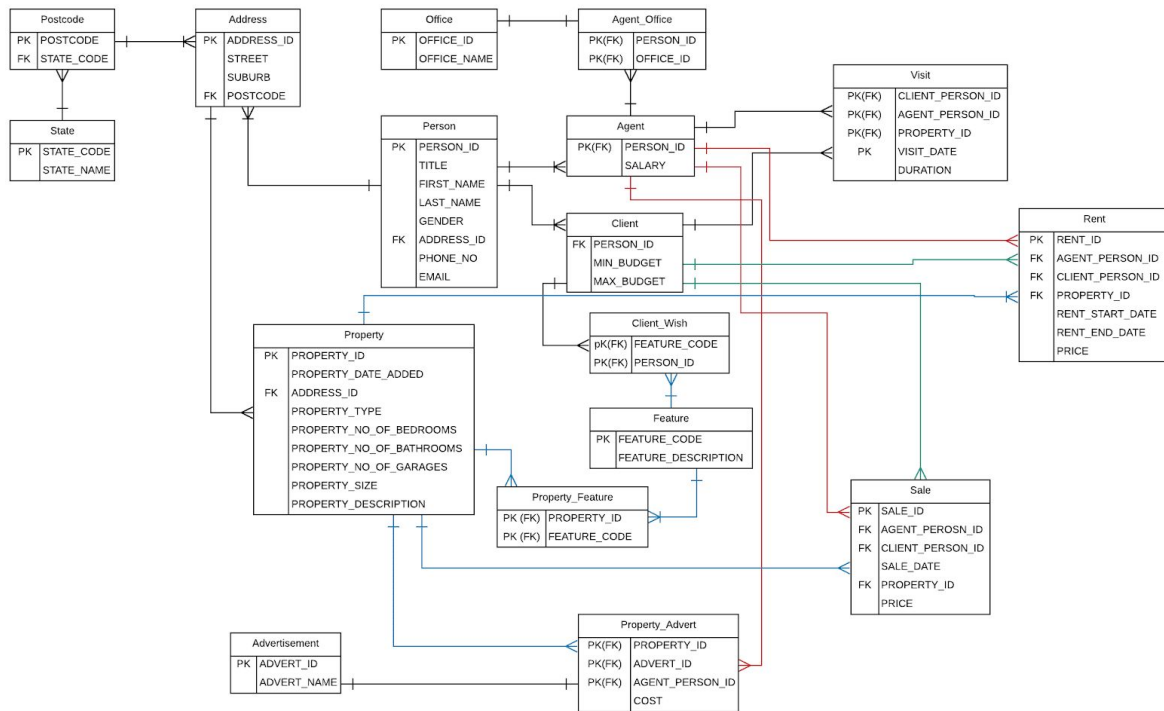 Postcode
PK POSTCODE
FK STATE_CODE
Address
PK ADDRESS_ID
STREET
SUBURB
FK POSTCODE
Office
PK OFFICE_ID
OFFICE_NAME
Agent_Office
PK(FK) PERSON_ID
PK(FK) OFFICE_ID
Visit
PK(FK) CLIENT_PERSON_ID
PK(FK) AGENT_PERSON_ID
PK(FK) PROPERTY_ID
PK VISIT_DATE
DURATION
State
PK STATE_CODE
STATE_NAME
Person
PK PERSON_ID
TITLE
FIRST_NAME
LAST_NAME
GENDER
FK ADDRESS_ID
PHONE_NO
EMAIL
Agent
PK(FK) PERSON_ID
SALARY
Client
FK PERSON_ID
MIN_BUDGET
MAX_BUDGET
Rent
PK RENT_ID
FK AGENT_PERSON_ID
FK CLIENT_PERSON_ID
FK PROPERTY_ID
RENT_START_DATE
RENT_END_DATE
PRICE
Property
PK PROPERTY_ID
PROPERTY_DATE_ADDED
FK ADDRESS_ID
PROPERTY_TYPE
PROPERTY_NO_OF_BEDROOMS
PROPERTY_NO_OF_BATHROOMS
PROPERTY_NO_OF_GARAGES
PROPERTY_SIZE
PROPERTY_DESCRIPTION
Client_Wish
pK(FK) FEATURE_CODE
PK(FK) PERSON_ID
Feature
PK FEATURE_CODE
FEATURE_DESCRIPTION
Property_Feature
PK (FK) PROPERTY_ID
PK (FK) FEATURE_CODE
Sale
PK SALE_ID
FK AGENT_PEROSN_ID
FK CLIENT_PERSON_ID
SALE_DATE
FK PROPERTY_ID
PRICE
Advertisement
PK ADVERT_ID
ADVERT_NAME
Property_Advert
PK(FK) PROPERTY_ID
PK(FK) ADVERT_ID
PK(FK) AGENT_PERSON_ID
COST